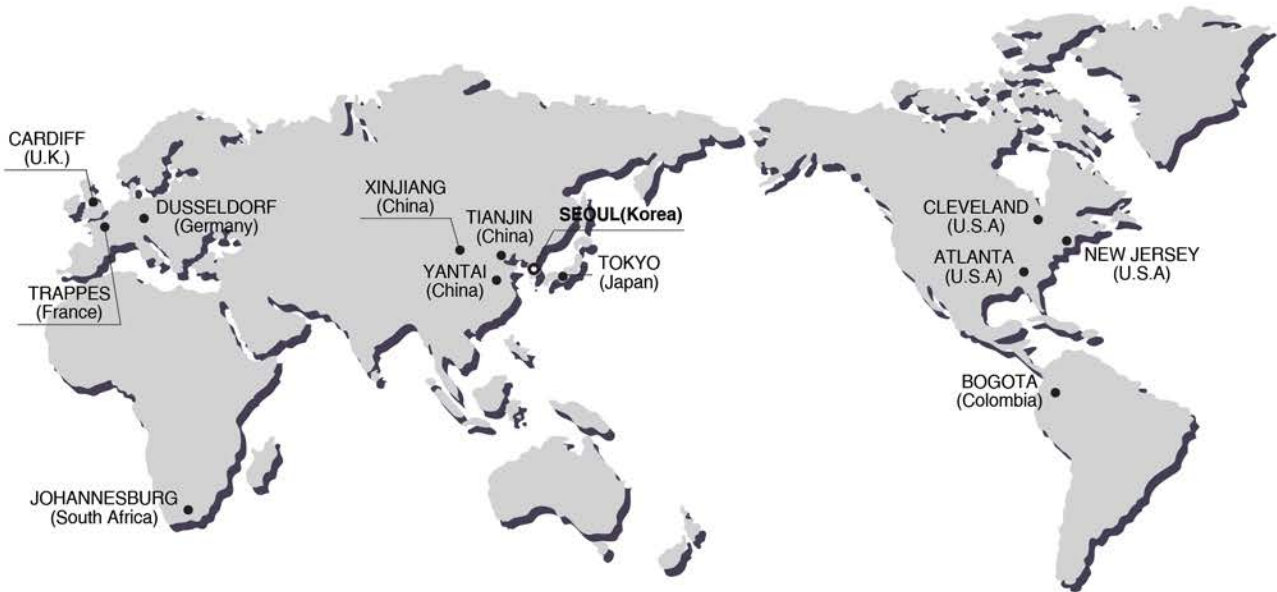 CARDIFF
(U.K.)
DUSSELDORF
(Germany)
TRAPPES
(France)
XINJIANG
(China)
TIANJIN
(China)
SEOUL(Korea)
YANTAI
(China)
TOKYO
(Japan)
JOHANNESBURG
(South Africa)
CLEVELAND
(U.S.A)
ATLANTA
(U.S.A)
NEW JERSEY
(U.S.A)
BOGOTA
(Colombia)